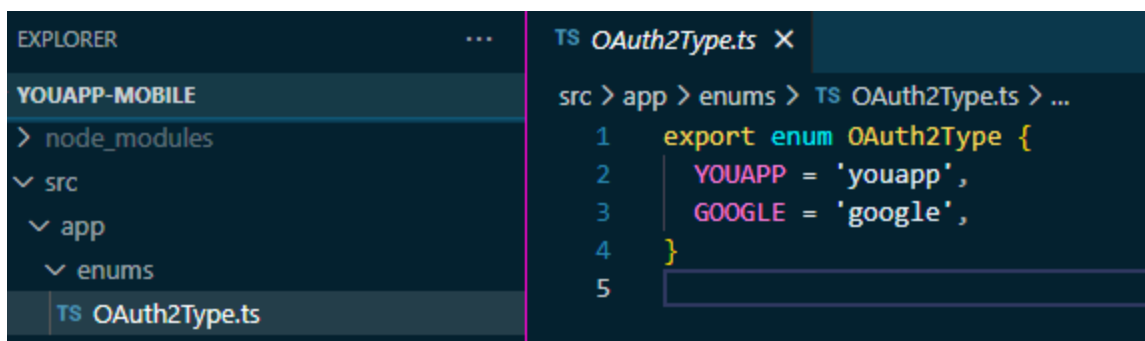 EXPLORER ...
YOUAPP-MOBILE
> node_modules
src
app
enums
TS OAuth2Type.ts
TS OAuth2Type.ts ×
src > app > enums > TS OAuth2Type.ts > ...
1 export enum OAuth2Type {
2 YOUAPP = 'youapp',
3 GOOGLE = 'google',
4 }
5